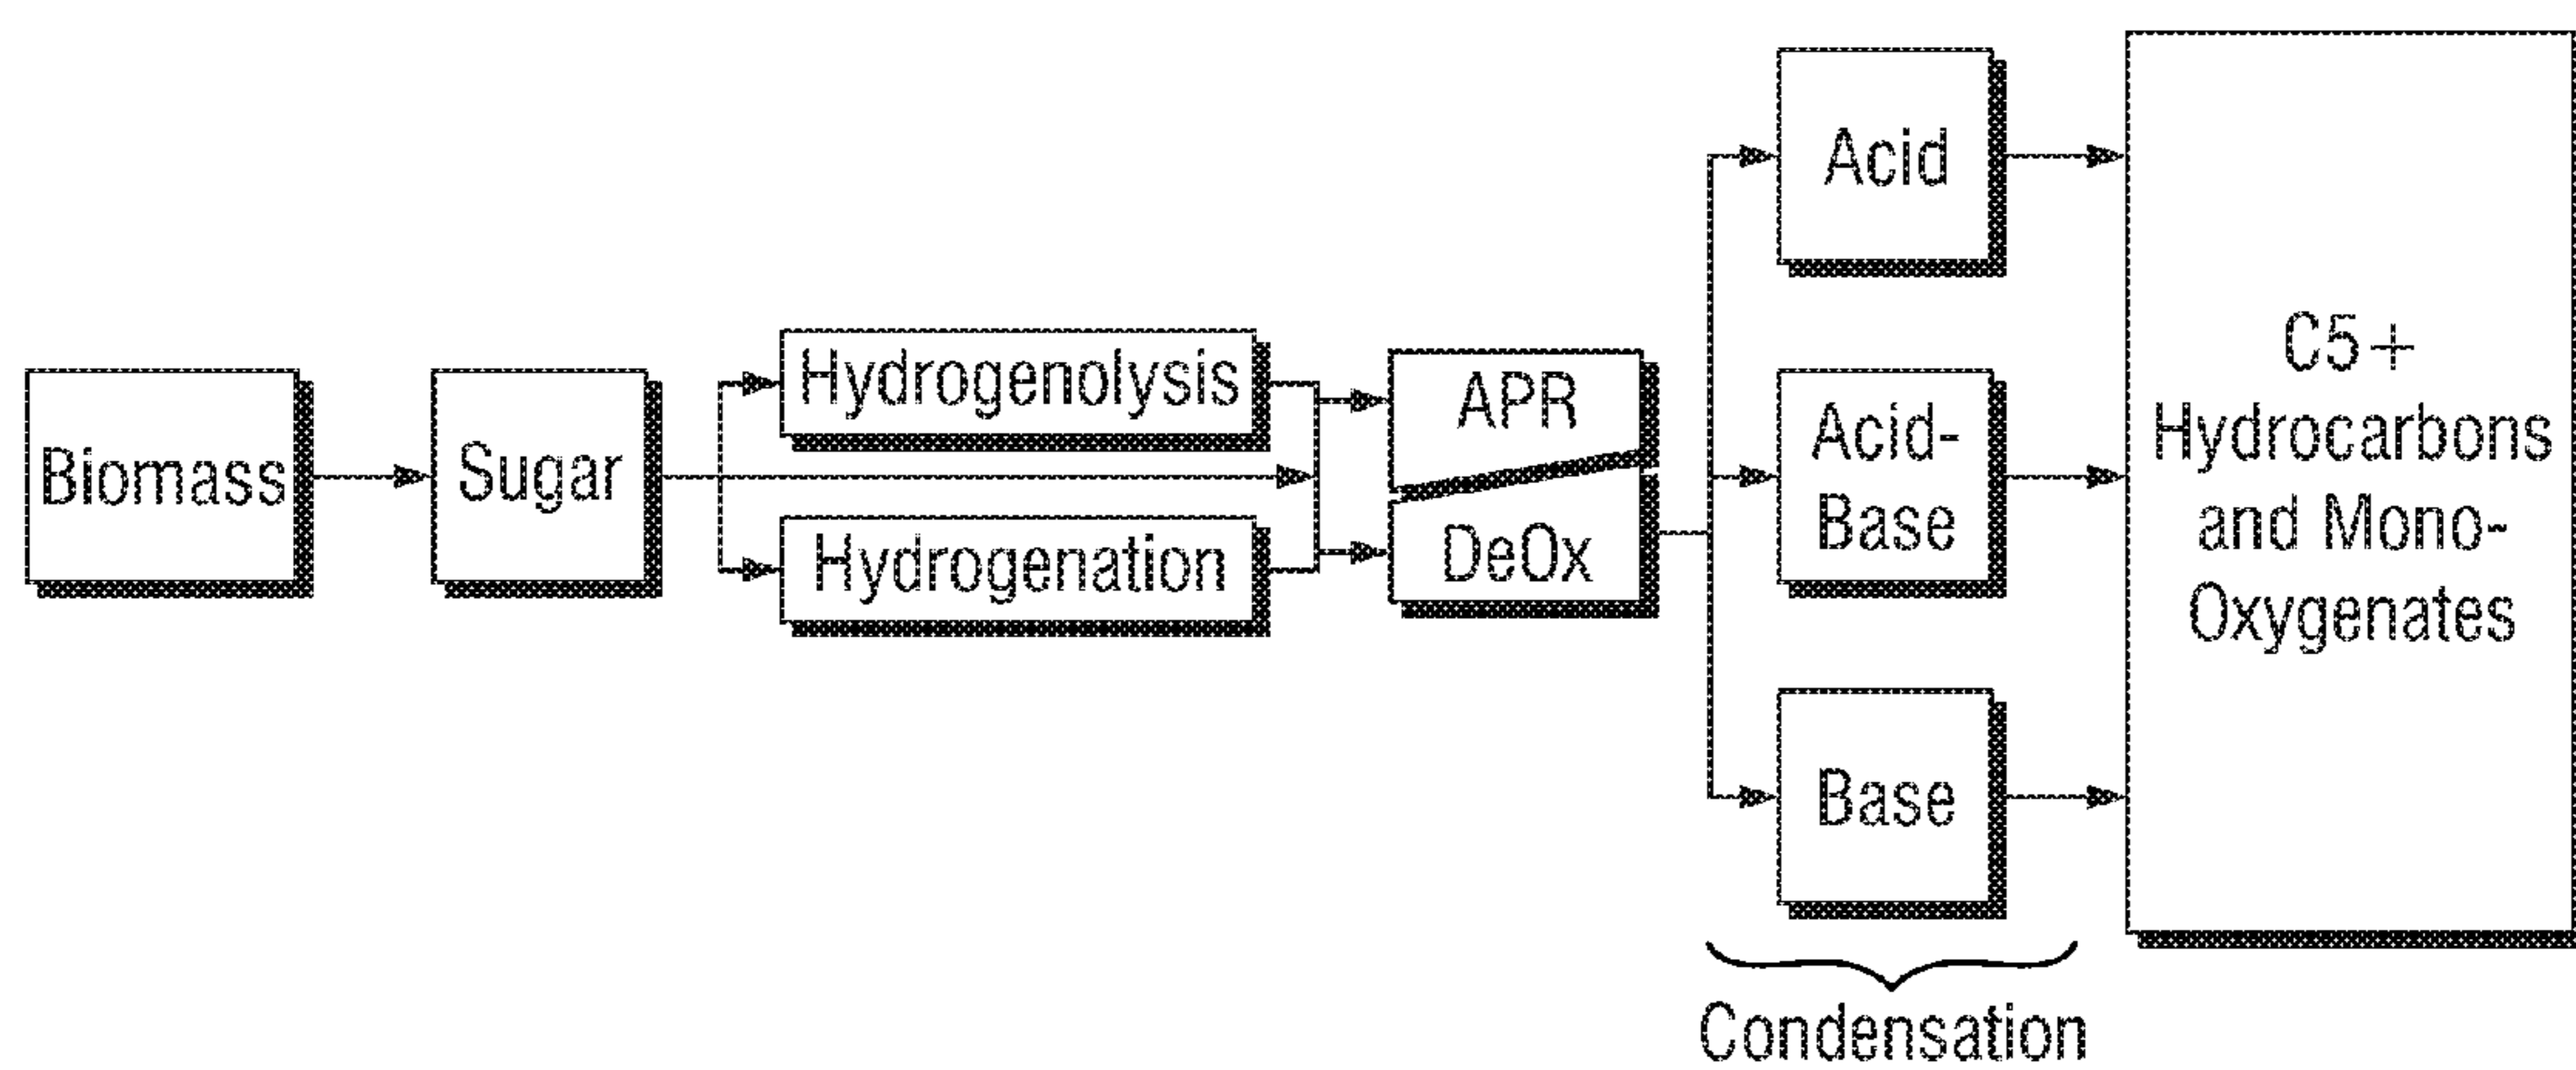 Biomass
Sugar
Hydrogenolysis
Hydrogenation
APR
DeOx
Acid
Acid-
Base
Base
C5+
Hydrocarbons
and Mono-
Oxygenates
Condensation